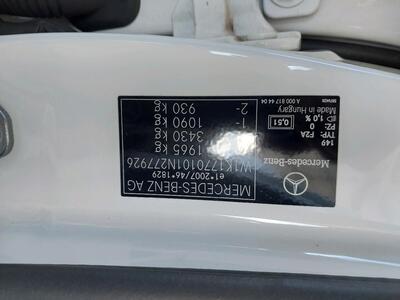 MERCEDES-BENZ AG
e1*2007/46*1829
W1K1770101N277926
1965 kg
3430 kg
1- 1090 kg
2- 930 kg
Mercedes-Benz
149
TYP: F2A
PZ: 0
ID: 1,0 %
0,51
Made in Hungary
A 000 817 44 04